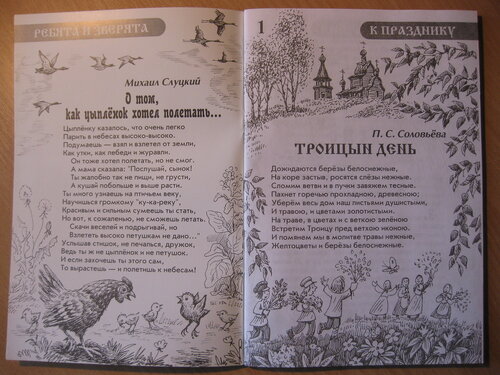 РЕБЯТА И ЗВЕРЯТА
Михаил Слуцкий
О том,
как цыплёнок хотел полетать...
Цыплёнку казалось, что очень легко
Парить в небесах высоко-высоко.
Подумаешь — взял и взлетел от земли,
Как утки, как лебеди и журавли.
Он тоже хотел полетать, но не смог.
А мама сказала: "Послушай, сынок!
Ты жалобно так не пищи, не грусти,
А кушай побольше и выше расти.
Ты много узнаешь на птичьем веку,
Научишься громкому "ку-ка-реку",
Красивым и сильным сумеешь ты стать,
Но вот, к сожаленью, не сможешь летать.
Скачи веселей и подрыгивай, но
Взлететь высоко петушкам не дано..."
Услышав стишок, не печалься, дружок,
Ведь ты ж не цыплёнок и не петушок.
И если захочешь ты этого сам,
То вырастешь — и полетишь к небесам!
1
К ПРАЗДНИКУ
П. С. Соловьёва
ТРОИЦЫН ДЕНЬ
Дожидаются берёзы белоснежные,
На коре застыв, росятся слёзы нежные.
Сломим ветви и в пучки завяжем тесные.
Пахнет горечью прохладною, древесною;
Уберём весь дом наш листьями душистыми,
И травою, и цветами золотистыми.
На траве, в цветах и с веткою зелёною
Встретим Троицу пред ветхою иконою.
И помянем мы в молитве травы нежные,
Желтоцветы и берёзы белоснежные.